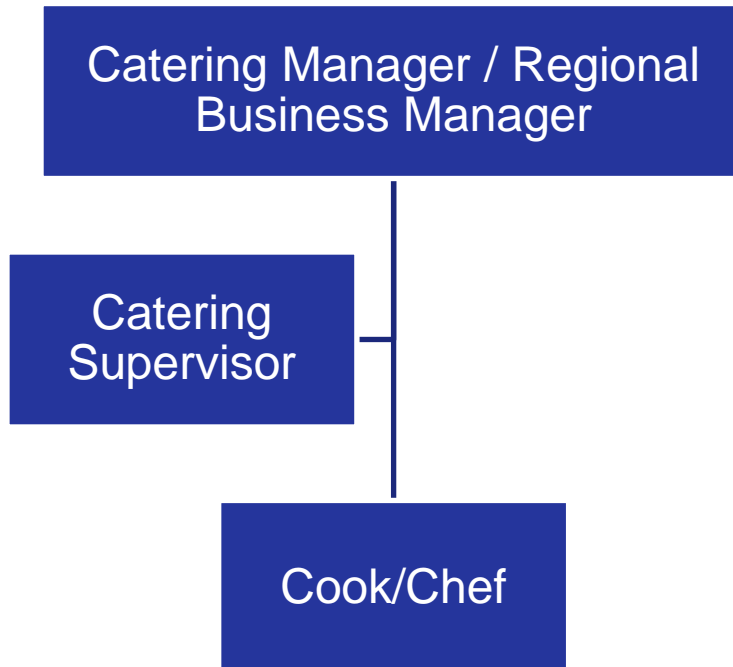 Catering Manager / Regional
Business Manager
Catering
Supervisor
Cook/Chef